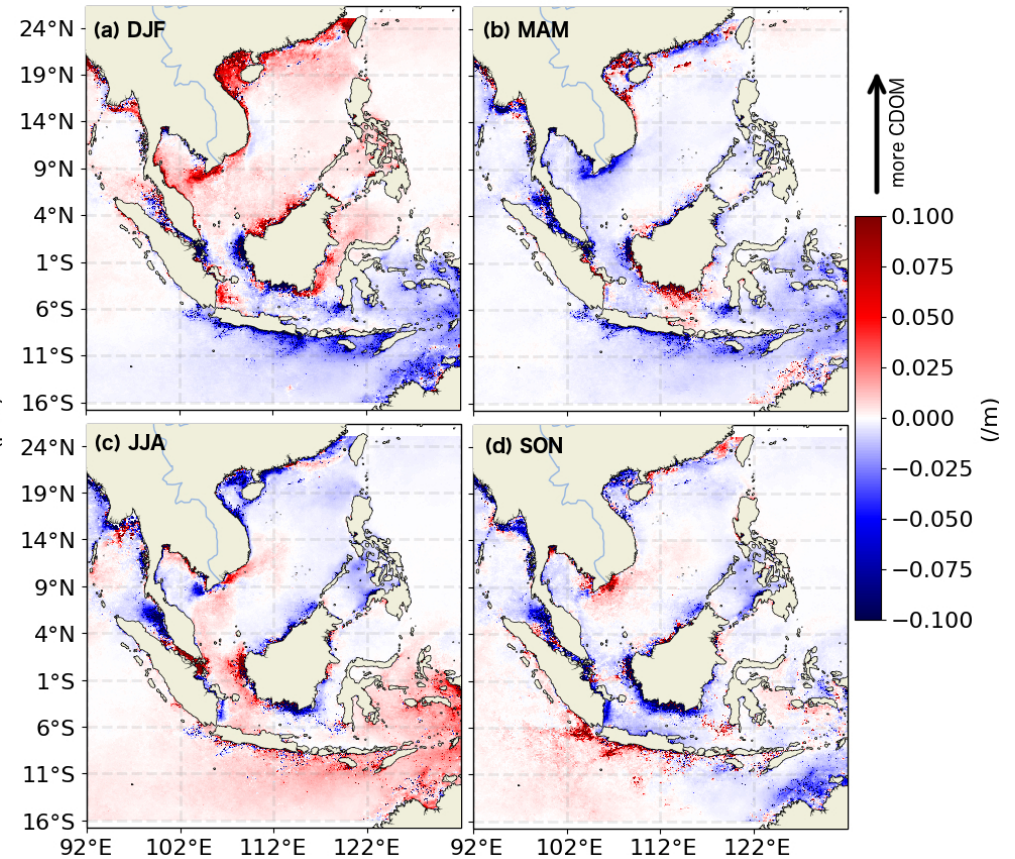 (a) DJF
(b) MAM
24°N
19°N
14°N
9°N
4°N
1°S
6°S
11°S
16°S
more CDOM
0.100
0.075
0.050
0.025
0.000
−0.025
−0.050
−0.075
−0.100
(/m)
(c) JJA
(d) SON
24°N
19°N
14°N
9°N
4°N
1°S
6°S
11°S
16°S
92°E 102°E 112°E 122°E 92°E 102°E 112°E 122°E